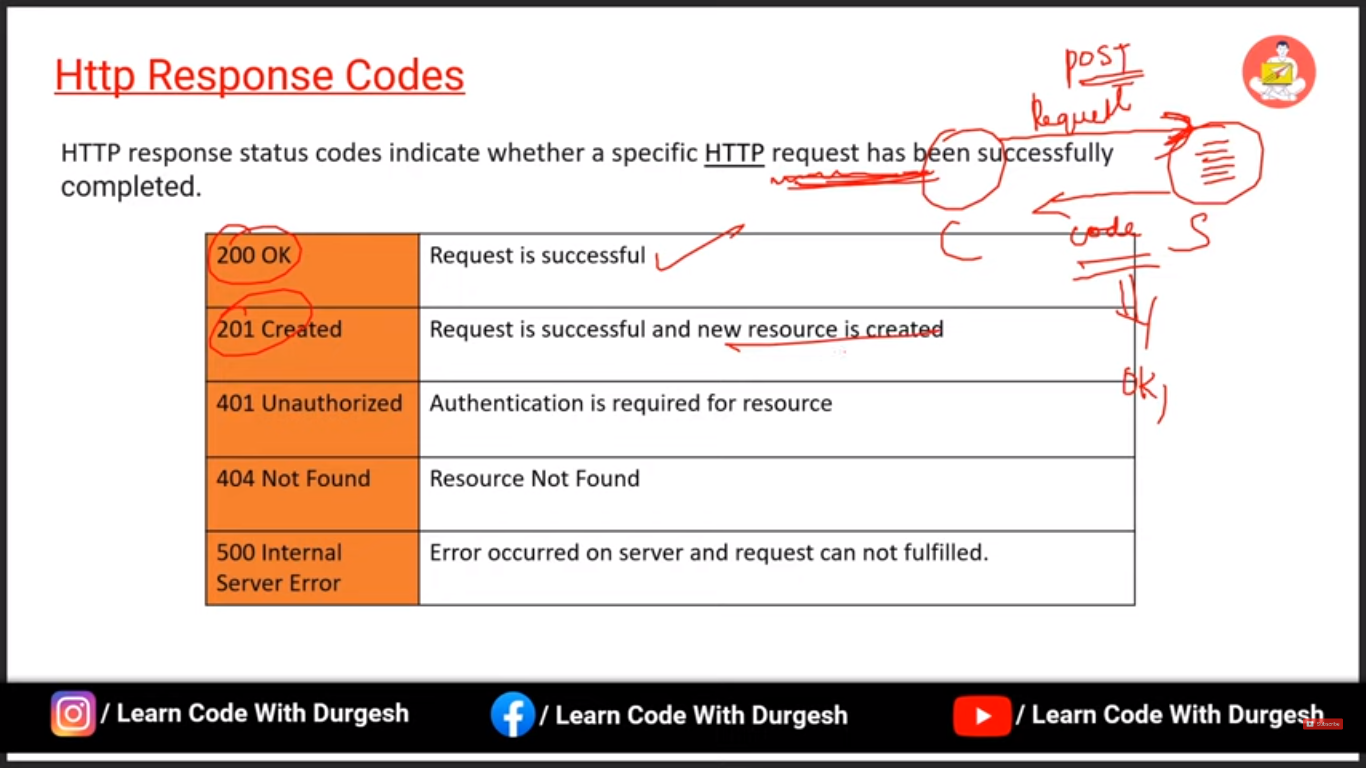 Http Response Codes
POST
Request
HTTP response status codes indicate whether a specific HTTP request has been successfully
completed.
C
code
S
OK,
200 OK
Request is successful
201 Created
Request is successful and new resource is created
401 Unauthorized
Authentication is required for resource
404 Not Found
Resource Not Found
500 Internal
Server Error
Error occurred on server and request can not fulfilled.
/ Learn Code With Durgesh
/ Learn Code With Durgesh
/ Learn Code With Durgesh
Subscribe